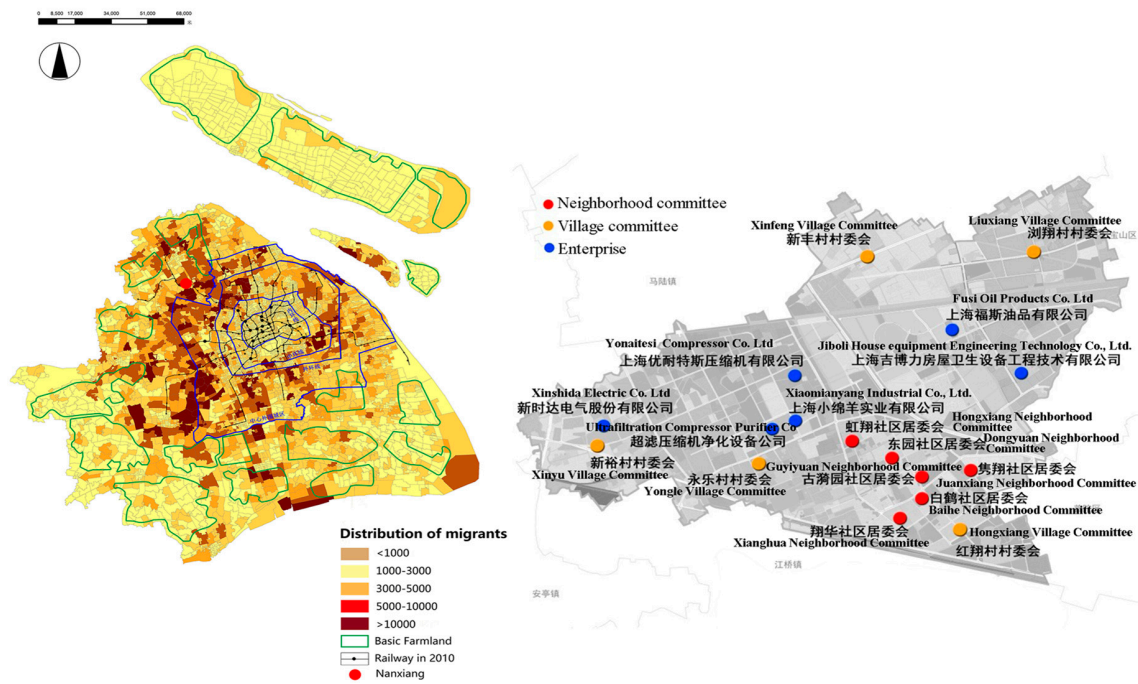 0 8,500 17,000 34,000 51,000 68,000
米
Distribution of migrants
<1000
1000-3000
3000-5000
5000-10000
>10000
Basic Farmland
Railway in 2010
Nanxiang
Neighborhood committee
Village committee
Enterprise
Xinfeng Village Committee
新丰村村委会
Liuxiang Village Committee
浏翔村村委会
宝山区
马陆镇
Fusi Oil Products Co. Ltd
上海福斯油品有限公司
Yonaitesi Compressor Co. Ltd
上海优耐特斯压缩机有限公司
Jiboli House equipment Engineering Technology Co., Ltd.
上海吉博力房屋卫生设备工程技术有限公司
Xinshida Electric Co. Ltd
新时达电气股份有限公司
Xiaomianyang Industrial Co., Ltd.
上海小绵羊实业有限公司
Ultrafiltration Compressor Purifier Co
超滤压缩机净化设备公司
Hongxiang Neighborhood
Committee
虹翔社区居委会
Dongyuan Neighborhood
Committee
东园社区居委会
新裕村村委会
Xinyu Village Committee
永乐村村委会
Yongle Village Committee
Guyiyuan Neighborhood Committee
古漪园社区居委会
隽翔社区居委会
Juanxiang Neighborhood Committee
白鹤社区居委会
Baihe Neighborhood Committee
翔华社区居委会
Xianghua Neighborhood Committee
Hongxiang Village Committee
红翔村村委会
江桥镇
安亭镇